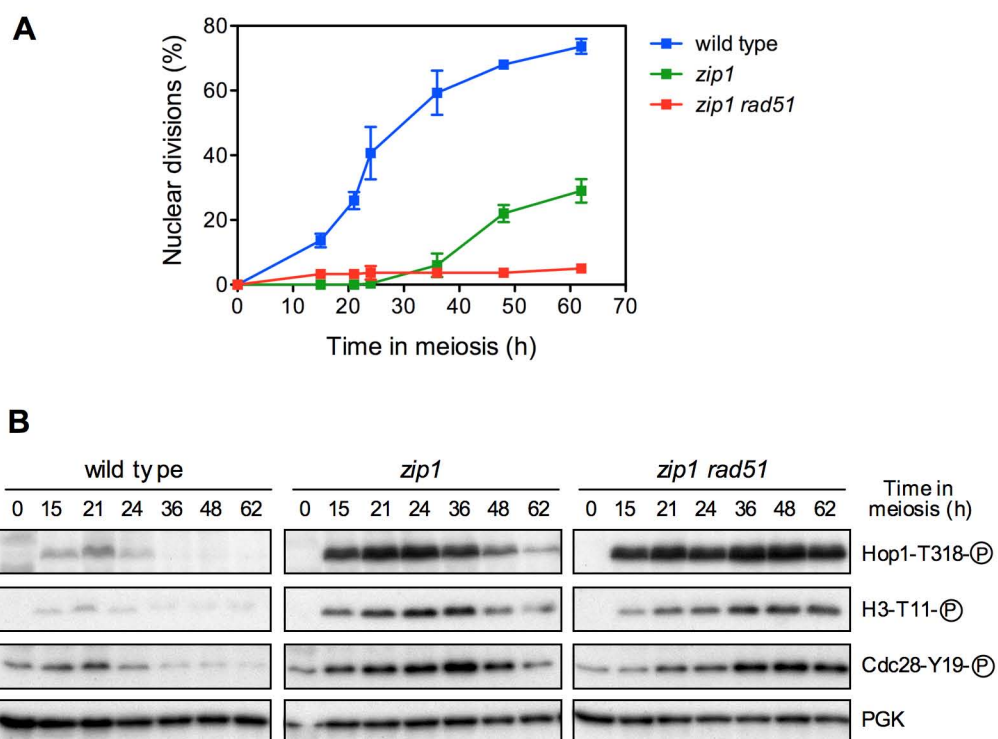 A
Nuclear divisions (%)
80
60
40
20
0
0 10 20 30 40 50 60 70
Time in meiosis (h)
wild type
zip1
zip1 rad51
B
wild type zip1 zip1 rad51
Time in
meiosis (h)
0 15 21 24 36 48 62 0 15 21 24 36 48 62 0 15 21 24 36 48 62
Hop1-T318-Ⓟ
H3-T11-Ⓟ
Cdc28-Y19-Ⓟ
PGK